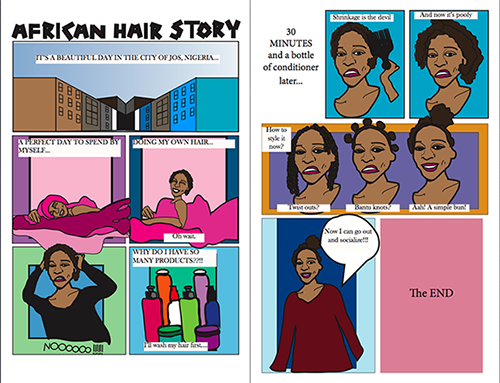 AFRICAN HAIR STORY
IT'S A BEAUTIFUL DAY IN THE CITY OF JOS, NIGERIA...
A PERFECT DAY TO SPEND BY
MYSELF...
DOING MY OWN HAIR...
Oh wait.
NOOOOOO !!!!!
WHY DO I HAVE SO
MANY PRODUCTS??!!
I'll wash my hair first.....
30
MINUTES
and a bottle
of conditioner
later...
Shrinkage is the devil
And now it's poofy
How to
style it
now?
Twist outs?
Bantu knots?
Aah! A simple bun!
Now I can go out
and socialize!!!
The END